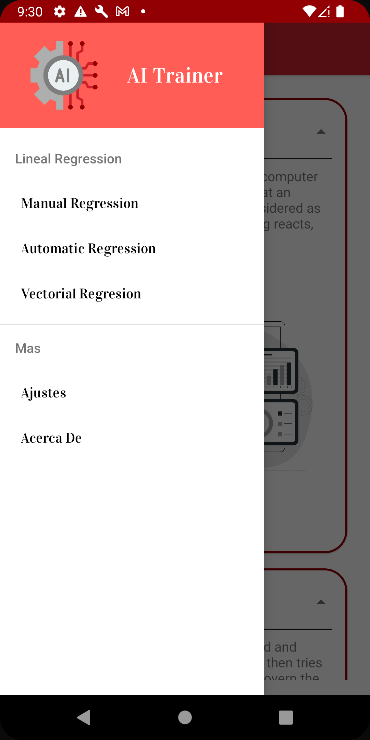 9:30
AI
AI Trainer
Lineal Regression
Manual Regression
Automatic Regression
Vectorial Regresion
Mas
Ajustes
Acerca De
computer
at an
sidered as
g reacts,
d and
then tries
overn the